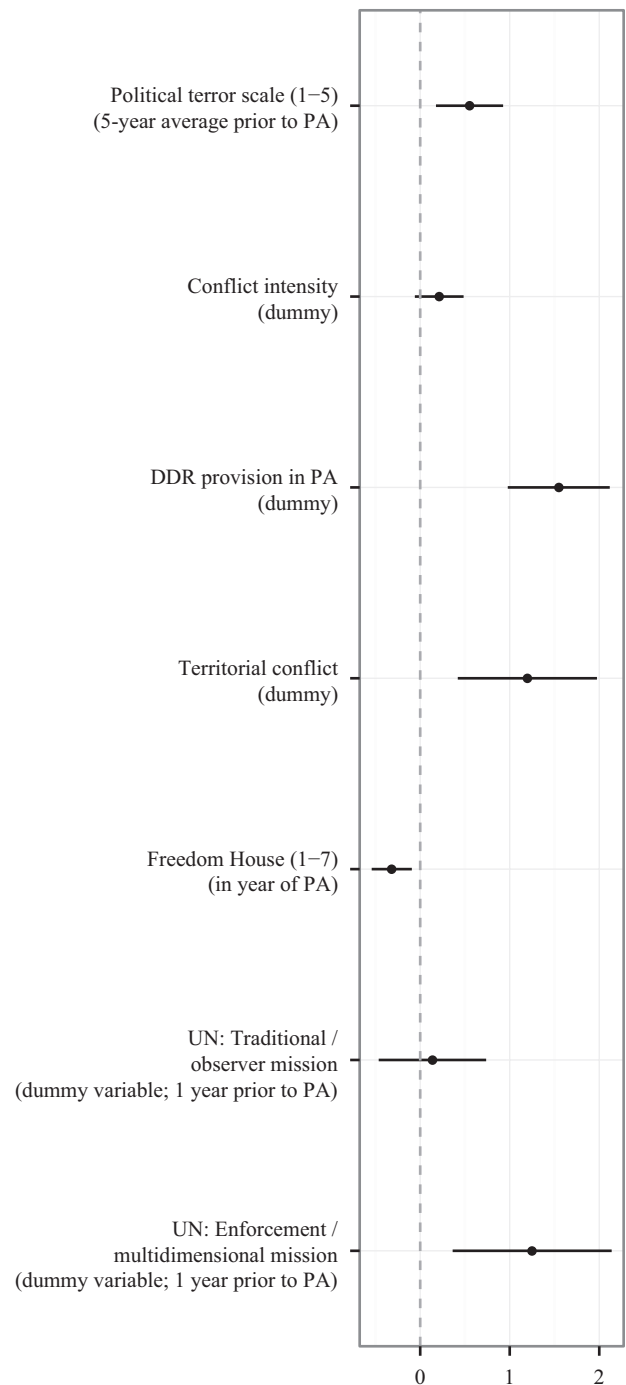 Political terror scale (1−5)
(5-year average prior to PA)
Conflict intensity
(dummy)
DDR provision in PA
(dummy)
Territorial conflict
(dummy)
Freedom House (1−7)
(in year of PA)
UN: Traditional /
observer mission
(dummy variable; 1 year prior to PA)
UN: Enforcement /
multidimensional mission
(dummy variable; 1 year prior to PA)
0 1 2